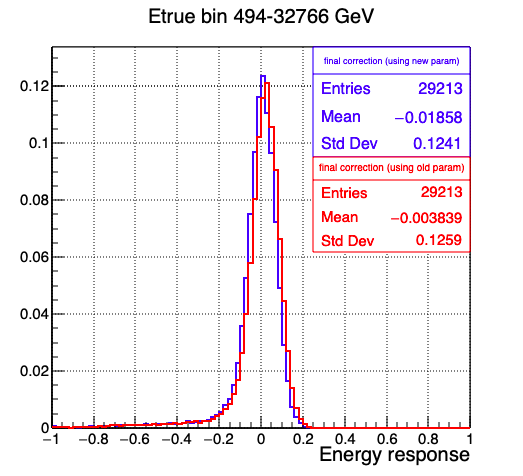 Etrue bin 494-32766 GeV
final correction (using new param)
Entries 29213
Mean −0.01858
Std Dev 0.1241
final correction (using old param)
Entries 29213
Mean −0.003839
Std Dev 0.1259
0.12
0.1
0.08
0.06
0.04
0.02
0
−1 −0.8 −0.6 −0.4 −0.2 0 0.2 0.4 0.6 0.8 1
Energy response